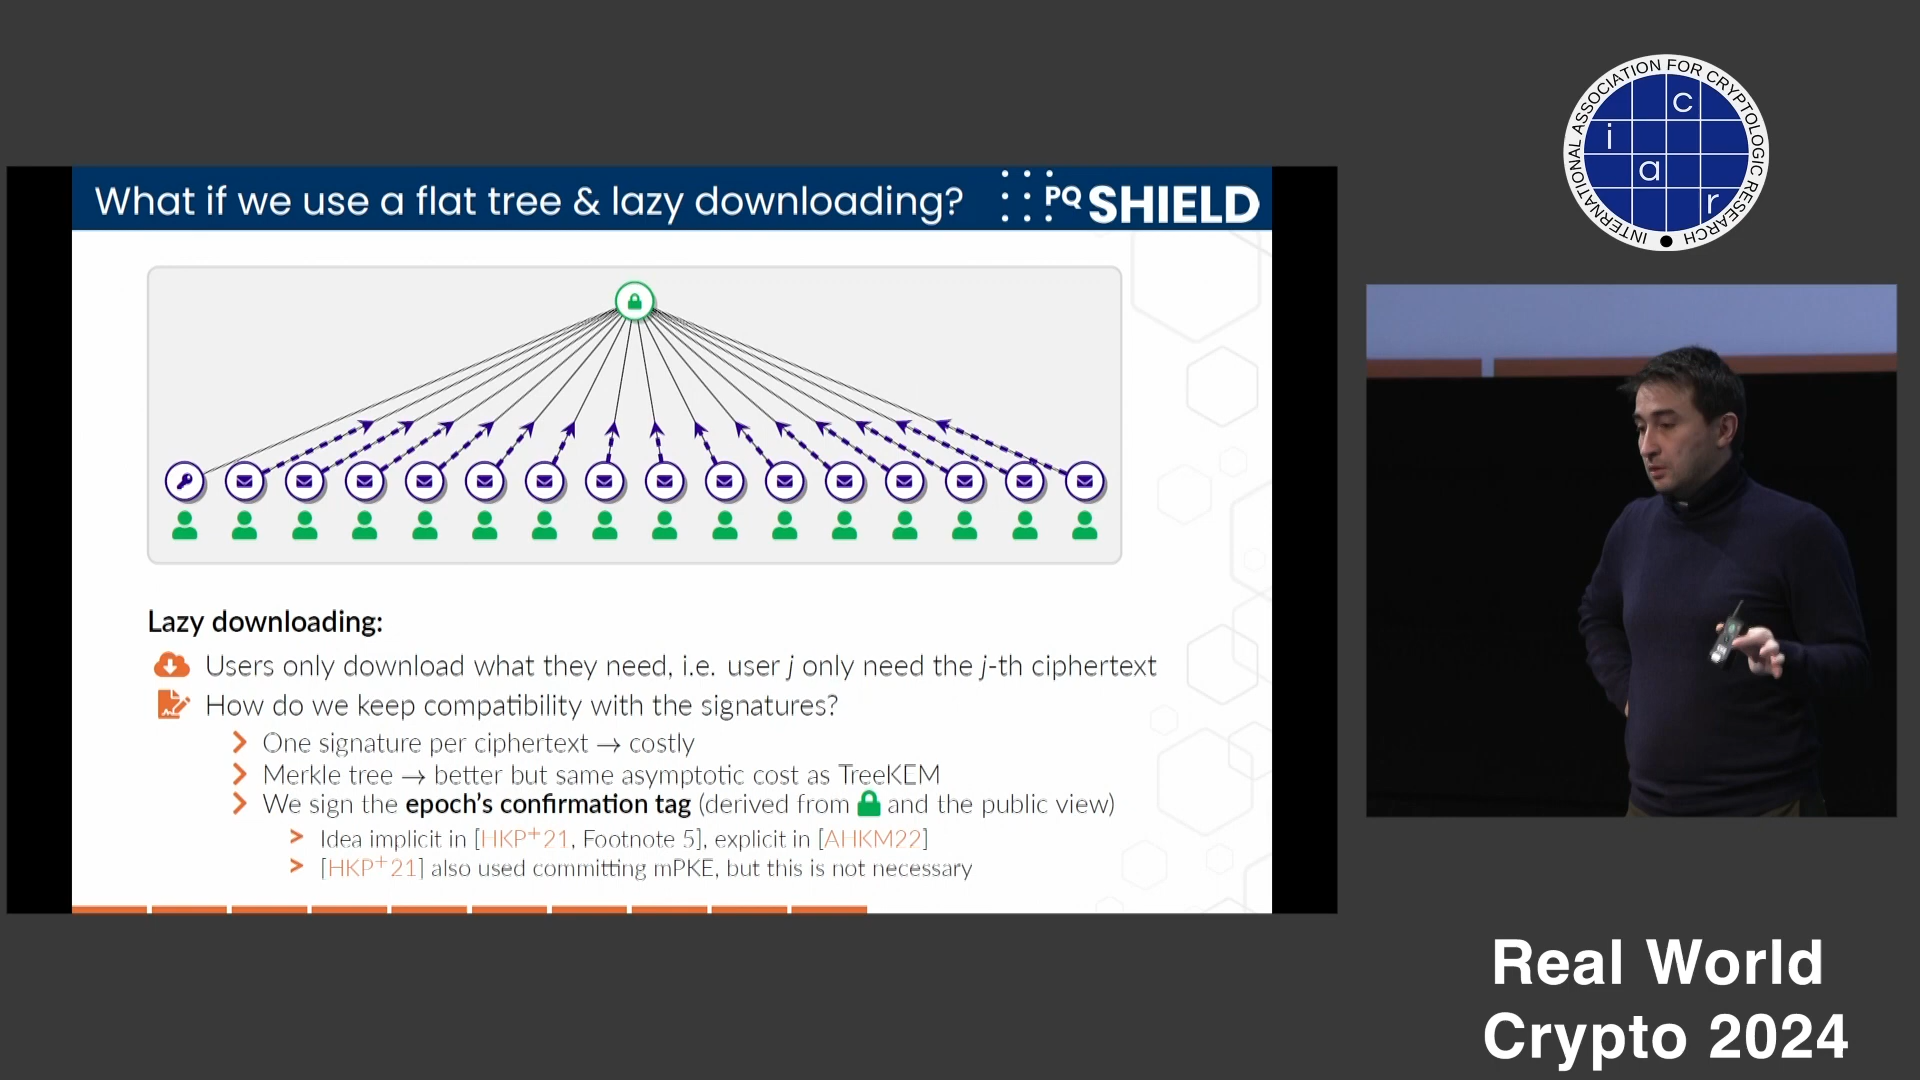 What if we use a flat tree & lazy downloading?
PQ SHIELD
Lazy downloading:
Users only download what they need, i.e. user j only need the j-th ciphertext
How do we keep compatibility with the signatures?
One signature per ciphertext → costly
Merkle tree → better but same asymptotic cost as TreeKEM
We sign the epoch's confirmation tag (derived from and the public view)
Idea implicit in [HKP+21, Footnote 5], explicit in [AHKM22]
[HKP+21] also used committing mPKE, but this is not necessary
INTERNATIONAL ASSOCIATION FOR CRYPTOLOGIC RESEARCH
i a c r
Real World
Crypto 2024